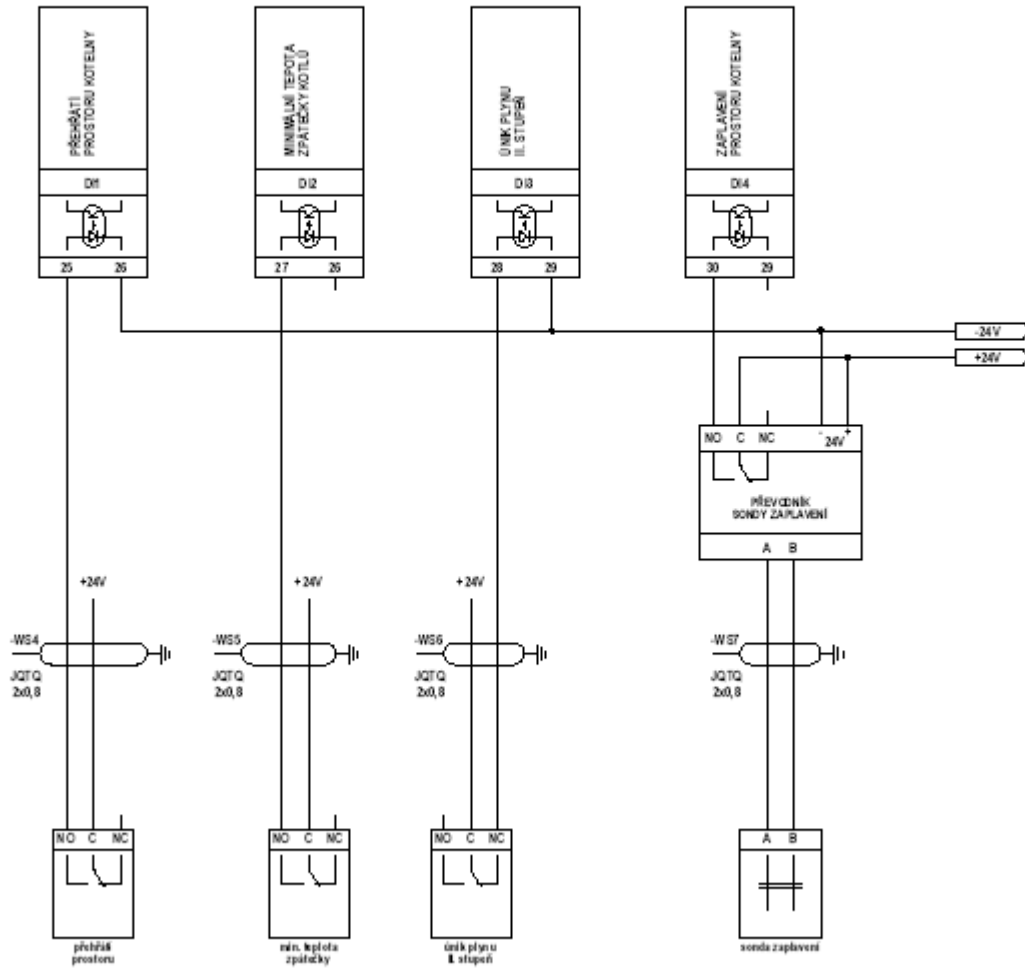 PŘEHŘÁTÍ
PROSTORU KOTELNY
MINIMÁLNÍ TEPOTA
ZPÁTEČKY KOTLŮ
ÚNIK PLYNU
II. STUPEŇ
ZAPLAVENÍ
PROSTORU KOTELNY
DI1
DI2
DI3
DI4
25 26
27 26
28 29
30 29
-24V
+24V
NO C NC - 24V +
PŘEVODNÍK
SONDY ZAPLAVENÍ
A B
+24V
+24V
+24V
-WS4
-WS5
-WS6
-WS7
JQTQ
2x0,8
JQTQ
2x0,8
JQTQ
2x0,8
JQTQ
2x0,8
NO C NC
NO C NC
NO C NC
A B
přehřátí
prostoru
min. teplota
zpátečky
únik plynu
II. stupeň
sonda zaplavení